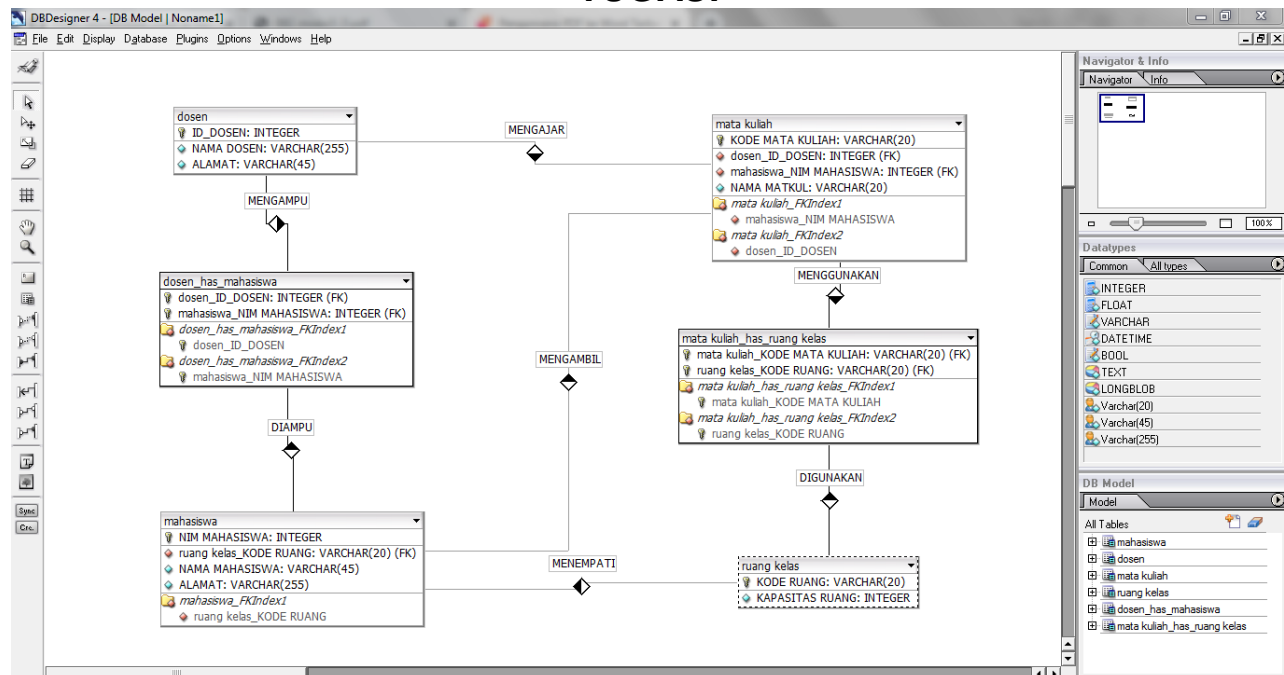 DBDesigner 4 - [DB Model | Noname1]
File Edit Display Database Plugins Options Windows Help
dosen
ID_DOSEN: INTEGER
NAMA DOSEN: VARCHAR(255)
ALAMAT: VARCHAR(45)
MENGAJAR
mata kuliah
KODE MATA KULIAH: VARCHAR(20)
dosen_ID_DOSEN: INTEGER (FK)
mahasiswa_NIM MAHASISWA: INTEGER (FK)
NAMA MATKUL: VARCHAR(20)
mata kuliah_FKIndex1
mahasiswa_NIM MAHASISWA
mata kuliah_FKIndex2
dosen_ID_DOSEN
MENGAMPU
dosen_has_mahasiswa
dosen_ID_DOSEN: INTEGER (FK)
mahasiswa_NIM MAHASISWA: INTEGER (FK)
dosen_has_mahasiswa_FKIndex1
dosen_ID_DOSEN
dosen_has_mahasiswa_FKIndex2
mahasiswa_NIM MAHASISWA
MENGGUNAKAN
mata kuliah_has_ruang kelas
mata kuliah_KODE MATA KULIAH: VARCHAR(20) (FK)
ruang kelas_KODE RUANG: VARCHAR(20) (FK)
mata kuliah_has_ruang kelas_FKIndex1
mata kuliah_KODE MATA KULIAH
mata kuliah_has_ruang kelas_FKIndex2
ruang kelas_KODE RUANG
MENGAMBIL
DIAMPU
DIGUNAKAN
mahasiswa
NIM MAHASISWA: INTEGER
ruang kelas_KODE RUANG: VARCHAR(20) (FK)
NAMA MAHASISWA: VARCHAR(45)
ALAMAT: VARCHAR(255)
mahasiswa_FKIndex1
ruang kelas_KODE RUANG
MENEMPATI
ruang kelas
KODE RUANG: VARCHAR(20)
KAPASITAS RUANG: INTEGER
Sync
Navigator & Info
Navigator Info
100%
Datatypes
Common All types
INTEGER
FLOAT
VARCHAR
DATETIME
BOOL
TEXT
LONGBLOB
Varchar(20)
Varchar(45)
Varchar(255)
DB Model
Model
All Tables
mahasiswa
dosen
mata kuliah
ruang kelas
dosen_has_mahasiswa
mata kuliah_has_ruang kelas